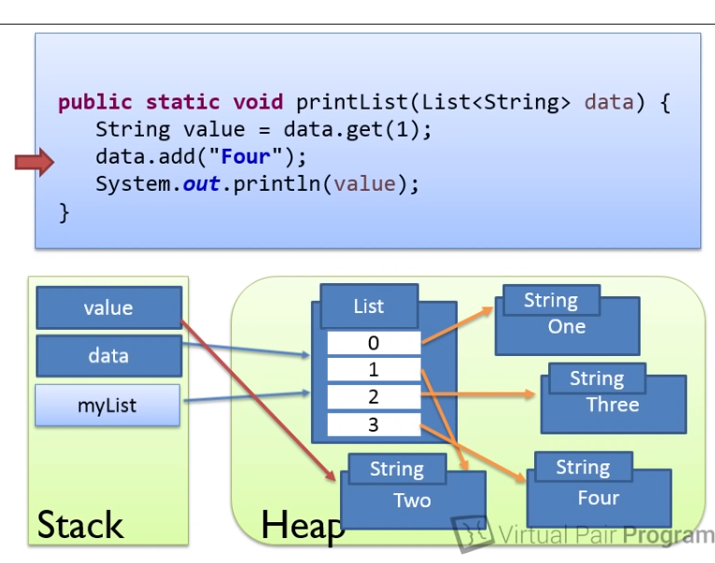 public static void printList(List<String> data) {
String value = data.get(1);
data.add("Four");
System.out.println(value);
}
value
data
myList
Stack
List
0
1
2
3
String
One
String
Three
String
Two
String
Four
Heap
Virtual Pair Program